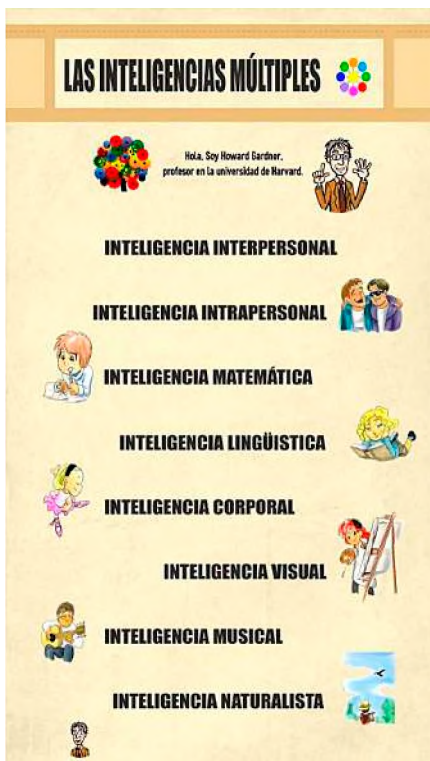 LAS INTELIGENCIAS MÚLTIPLES
Hola, Soy Howard Gardner,
profesor en la universidad de Harvard.
INTELIGENCIA INTERPERSONAL
INTELIGENCIA INTRAPERSONAL
INTELIGENCIA MATEMÁTICA
INTELIGENCIA LINGÜISTICA
INTELIGENCIA CORPORAL
INTELIGENCIA VISUAL
INTELIGENCIA MUSICAL
INTELIGENCIA NATURALISTA